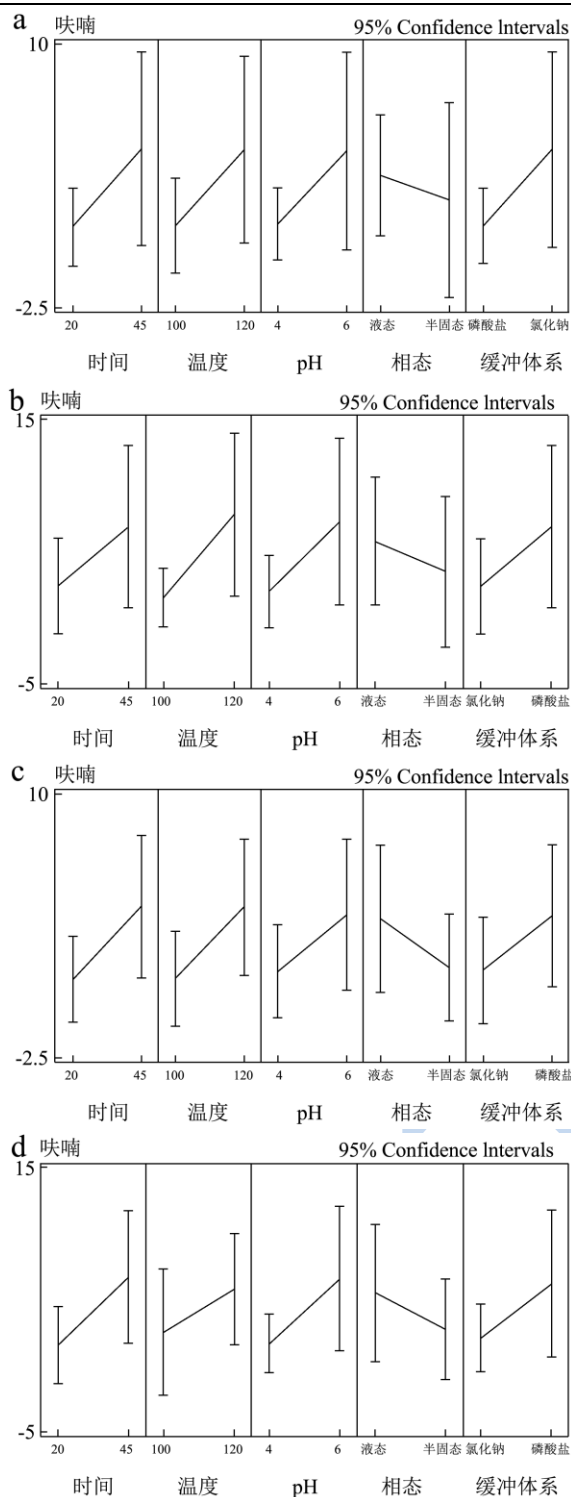 a 呋喃 95% Confidence Intervals
10
-2.5
20 45 100 120 4 6 液态 半固态 磷酸盐 氯化钠
时间 温度 pH 相态 缓冲体系
b 呋喃 95% Confidence Intervals
15
-5
20 45 100 120 4 6 液态 半固态 氯化钠 磷酸盐
时间 温度 pH 相态 缓冲体系
c 呋喃 95% Confidence Intervals
10
-2.5
20 45 100 120 4 6 液态 半固态 氯化钠 磷酸盐
时间 温度 pH 相态 缓冲体系
d 呋喃 95% Confidence Intervals
15
-5
20 45 100 120 4 6 液态 半固态 氯化钠 磷酸盐
时间 温度 pH 相态 缓冲体系